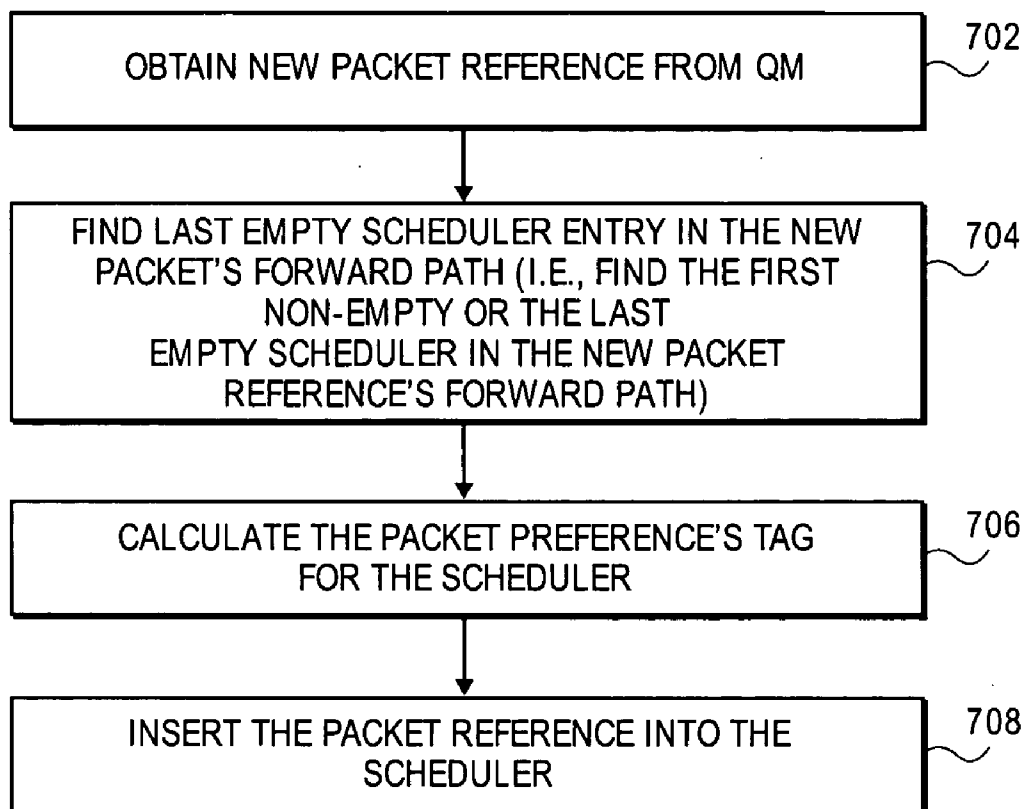 OBTAIN NEW PACKET REFERENCE FROM QM
702
FIND LAST EMPTY SCHEDULER ENTRY IN THE NEW
PACKET'S FORWARD PATH (I.E., FIND THE FIRST
NON-EMPTY OR THE LAST
EMPTY SCHEDULER IN THE NEW PACKET
REFERENCE'S FORWARD PATH)
704
CALCULATE THE PACKET PREFERENCE'S TAG
FOR THE SCHEDULER
706
INSERT THE PACKET REFERENCE INTO THE
SCHEDULER
708